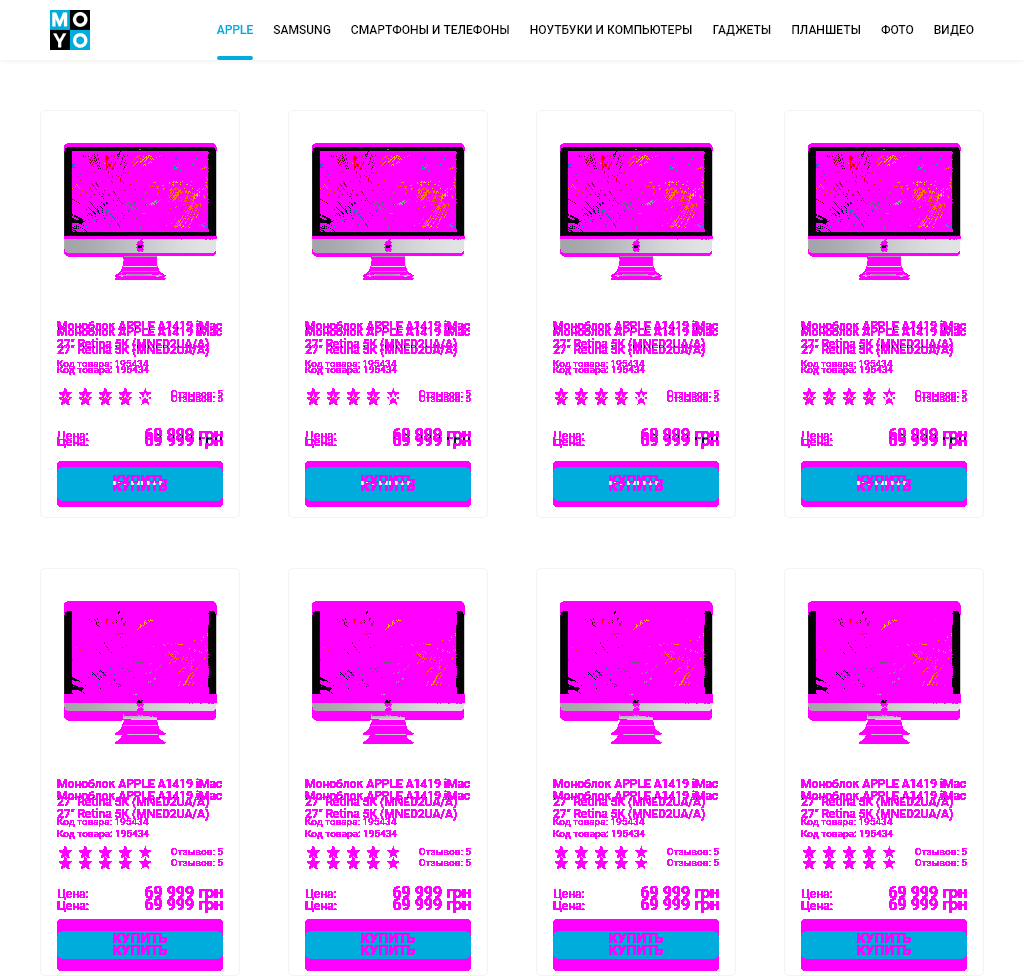 MOYO
APPLE SAMSUNG СМАРТФОНЫ И ТЕЛЕФОНЫ НОУТБУКИ И КОМПЬЮТЕРЫ ГАДЖЕТЫ ПЛАНШЕТЫ ФОТО ВИДЕО
Моноблок APPLE A1419 iMac
27" Retina 5K (MNED2UA/A)
Код товара: 195434
Отзывов: 5
Цена: 69 999 грн
КУПИТЬ
Моноблок APPLE A1419 iMac
27" Retina 5K (MNED2UA/A)
Код товара: 195434
Отзывов: 5
Цена: 69 999 грн
КУПИТЬ
Моноблок APPLE A1419 iMac
27" Retina 5K (MNED2UA/A)
Код товара: 195434
Отзывов: 5
Цена: 69 999 грн
КУПИТЬ
Моноблок APPLE A1419 iMac
27" Retina 5K (MNED2UA/A)
Код товара: 195434
Отзывов: 5
Цена: 69 999 грн
КУПИТЬ
Моноблок APPLE A1419 iMac
27" Retina 5K (MNED2UA/A)
Код товара: 195434
Отзывов: 5
Цена: 69 999 грн
КУПИТЬ
Моноблок APPLE A1419 iMac
27" Retina 5K (MNED2UA/A)
Код товара: 195434
Отзывов: 5
Цена: 69 999 грн
КУПИТЬ
Моноблок APPLE A1419 iMac
27" Retina 5K (MNED2UA/A)
Код товара: 195434
Отзывов: 5
Цена: 69 999 грн
КУПИТЬ
Моноблок APPLE A1419 iMac
27" Retina 5K (MNED2UA/A)
Код товара: 195434
Отзывов: 5
Цена: 69 999 грн
КУПИТЬ